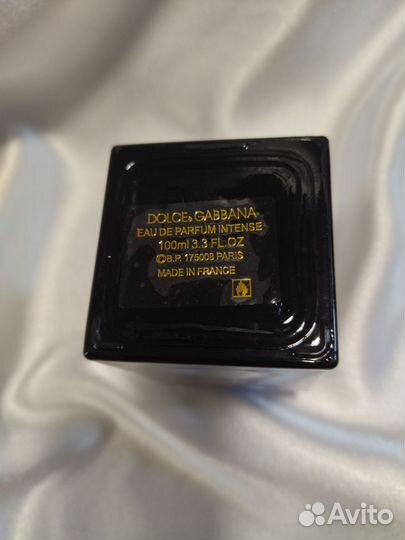 DOLCE & GABBANA
EAU DE PARFUM INTENSE
100ml 3.3 FL.OZ
©B.P. 175008 PARIS
MADE IN FRANCE
Avito